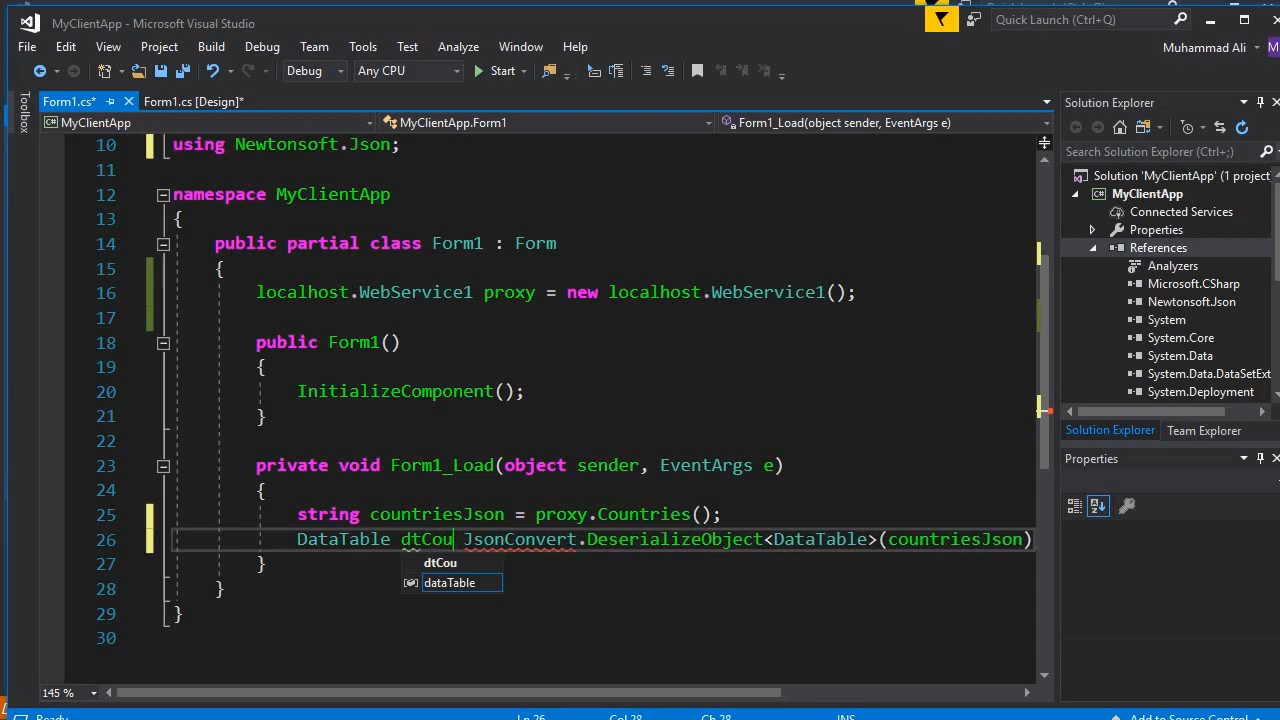 MyClientApp - Microsoft Visual Studio
Quick Launch (Ctrl+Q)
File Edit View Project Build Debug Team Tools Test Analyze Window Help
Muhammad Ali
M
Debug Any CPU Start
Toolbox
Form1.cs* Form1.cs [Design]*
MyClientApp MyClientApp.Form1 Form1_Load(object sender, EventArgs e)
10 using Newtonsoft.Json;
11
12 namespace MyClientApp
13 {
14 public partial class Form1 : Form
15 {
16 localhost.WebService1 proxy = new localhost.WebService1();
17
18 public Form1()
19 {
20 InitializeComponent();
21 }
22
23 private void Form1_Load(object sender, EventArgs e)
24 {
25 string countriesJson = proxy.Countries();
26 DataTable dtCou JsonConvert.DeserializeObject<DataTable>(countriesJson)
27 }
dtCou
dataTable
28 }
29 }
30
145 %
Solution Explorer
Search Solution Explorer (Ctrl+;)
Solution 'MyClientApp' (1 project
MyClientApp
Connected Services
Properties
References
Analyzers
Microsoft.CSharp
Newtonsoft.Json
System
System.Core
System.Data
System.Data.DataSetExt
System.Deployment
Solution Explorer Team Explorer
Properties
Ready Ln 26 Col 28 Ch 28 INS Add to Source Control